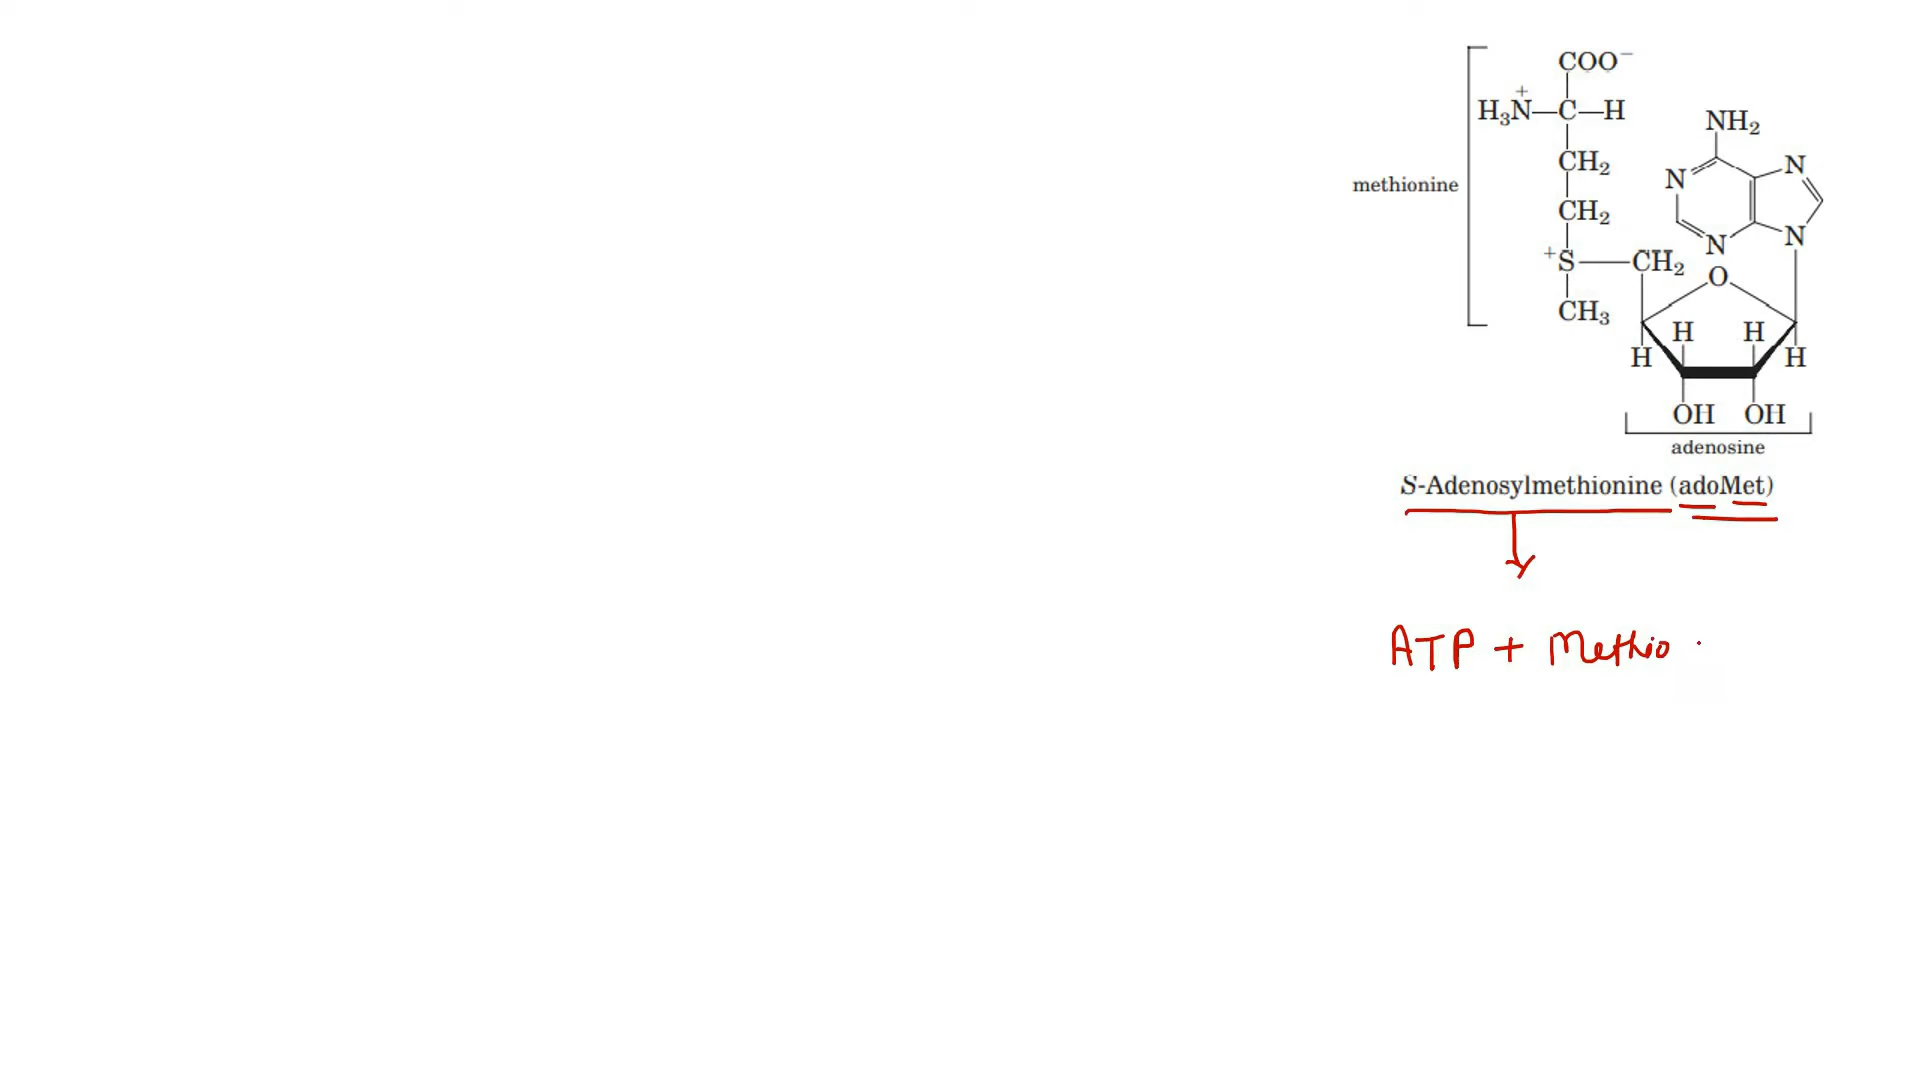 COO⁻
H₃N⁺—C—H
NH₂
CH₂
N
N
methionine
CH₂
N
N
⁺S—CH₂
O
CH₃
H
H
H
H
OH
OH
adenosine
S-Adenosylmethionine (adoMet)
ATP + Methio